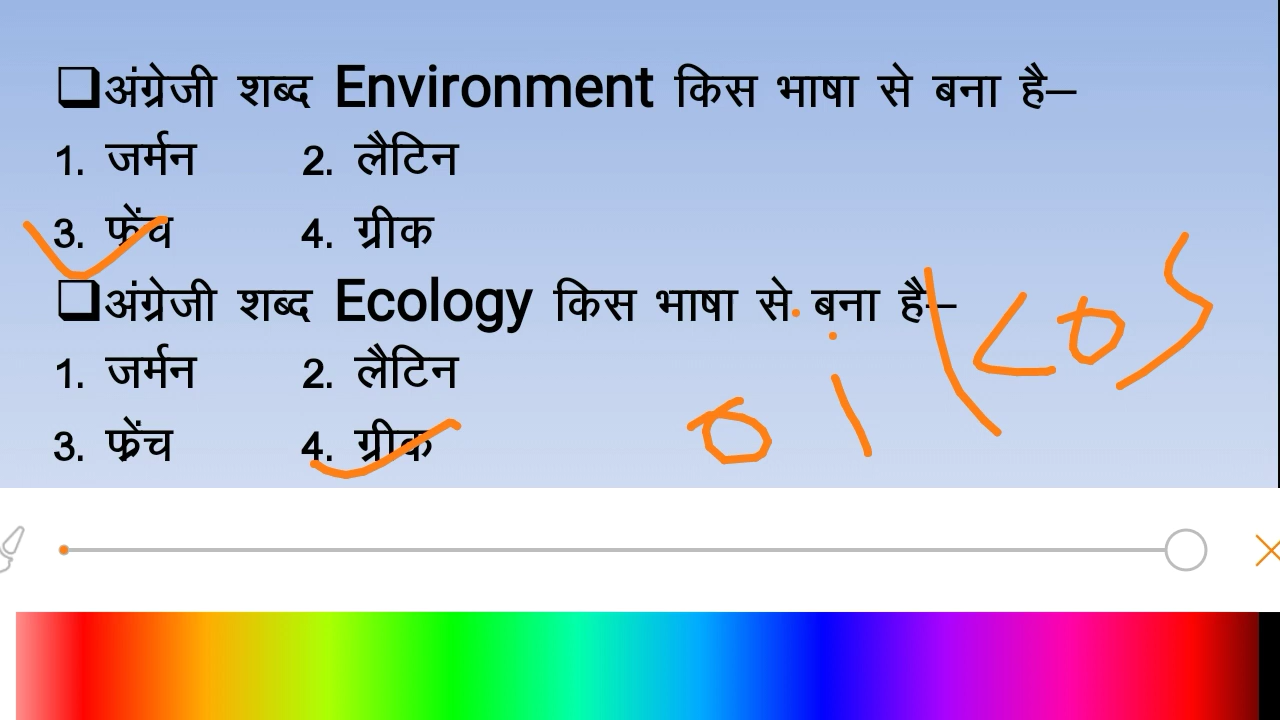 ❑अंग्रेजी शब्द Environment किस भाषा से बना है–
1. जर्मन 2. लैटिन
3. फ्रेंच 4. ग्रीक
❑अंग्रेजी शब्द Ecology किस भाषा से बना है–
1. जर्मन 2. लैटिन
3. फ्रेंच 4. ग्रीक
oikos